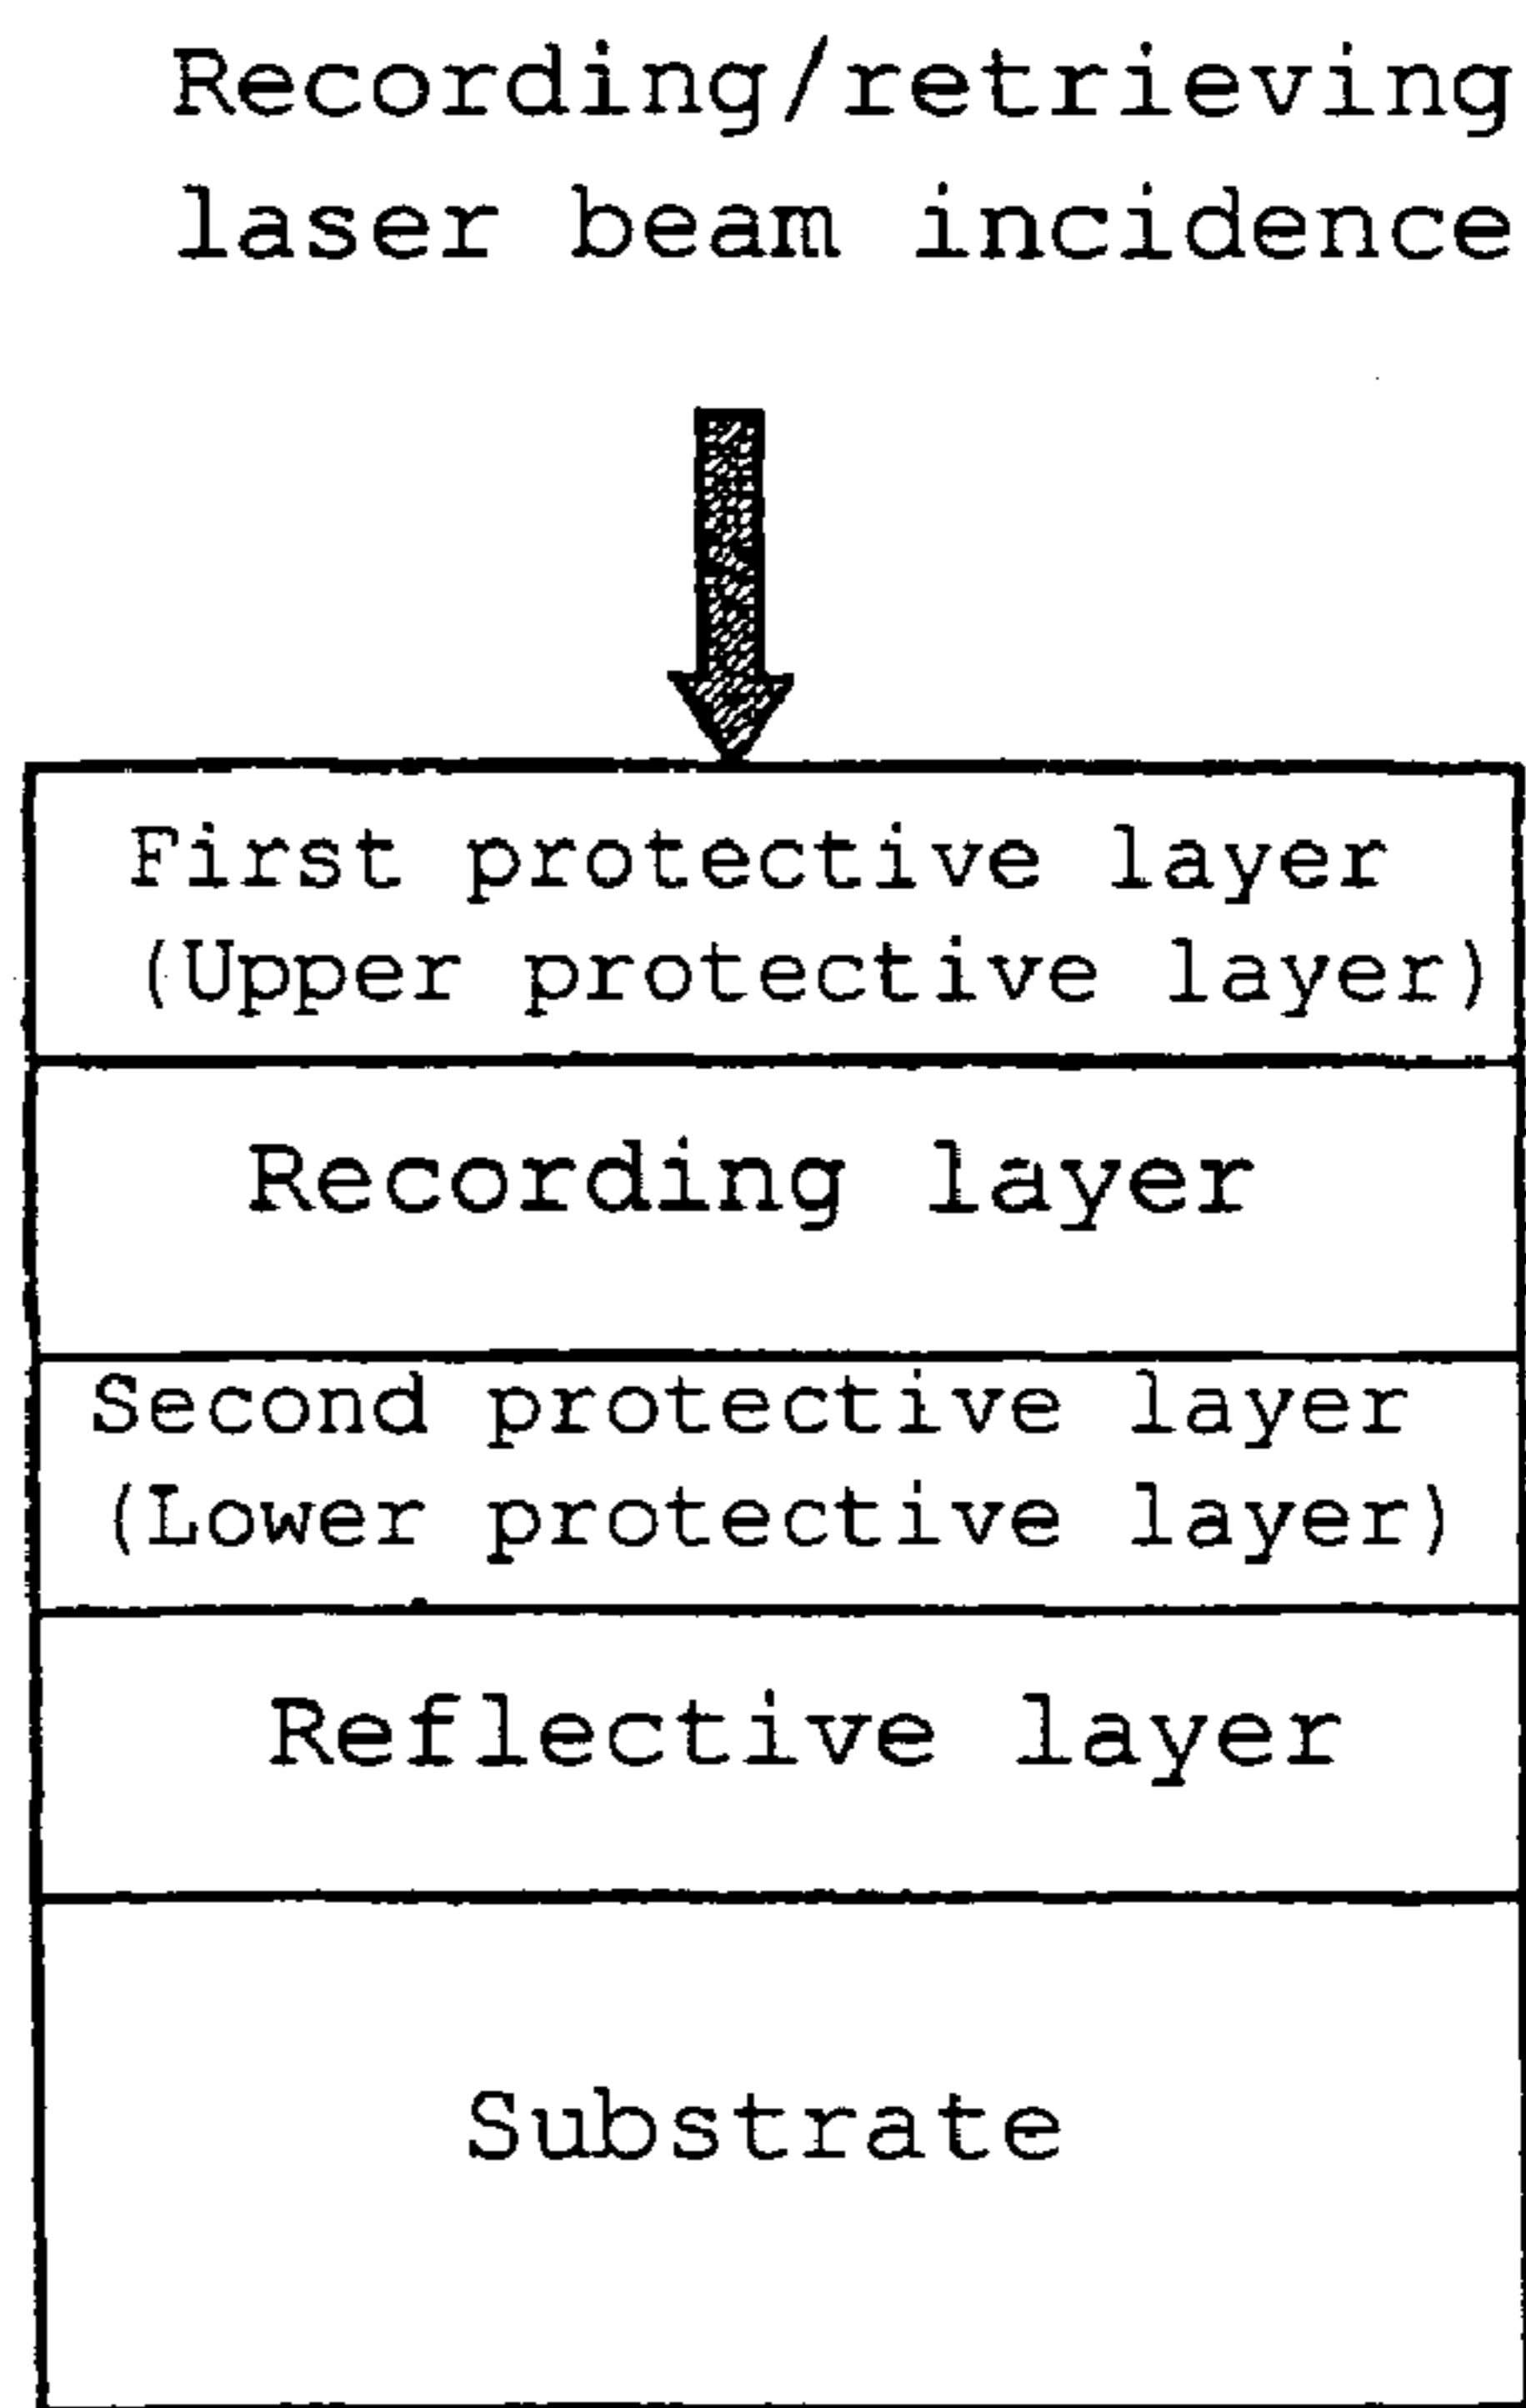 Recording/retrieving
laser beam incidence
First protective layer
(Upper protective layer)
Recording layer
Second protective layer
(Lower protective layer)
Reflective layer
Substrate